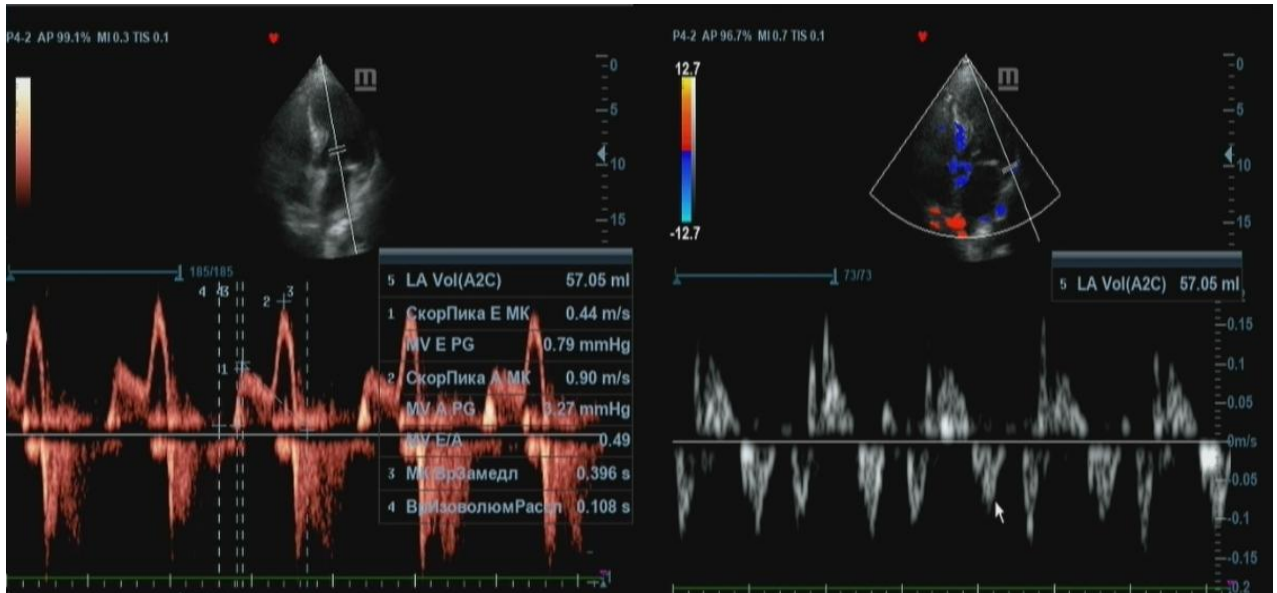 P4-2 AP 99.1% MI 0.3 TIS 0.1
m
0
5
10
15
185/185
4 3
2 3
1
5 LA Vol(A2C) 57.05 ml
1 СкорПика Е МК 0.44 m/s
MV E PG 0.79 mmHg
2 СкорПика А МК 0.90 m/s
MV A PG 3.27 mmHg
MV E/A 0.49
3 МК ВрЗамедл 0.396 s
4 ВрИзоволюмРассл 0.108 s
P4-2 AP 96.7% MI 0.7 TIS 0.1
12.7
-12.7
m
0
5
10
15
73/73
5 LA Vol(A2C) 57.05 ml
0.15
0.1
0.05
0m/s
-0.05
-0.1
-0.15
-0.2